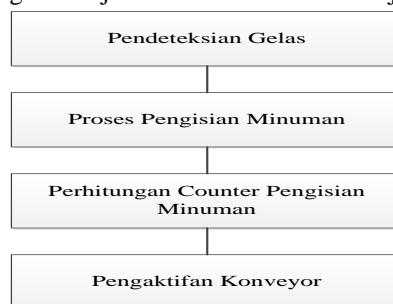 Pendeteksian Gelas
Proses Pengisian Minuman
Perhitungan Counter Pengisian
Minuman
Pengaktifan Konveyor